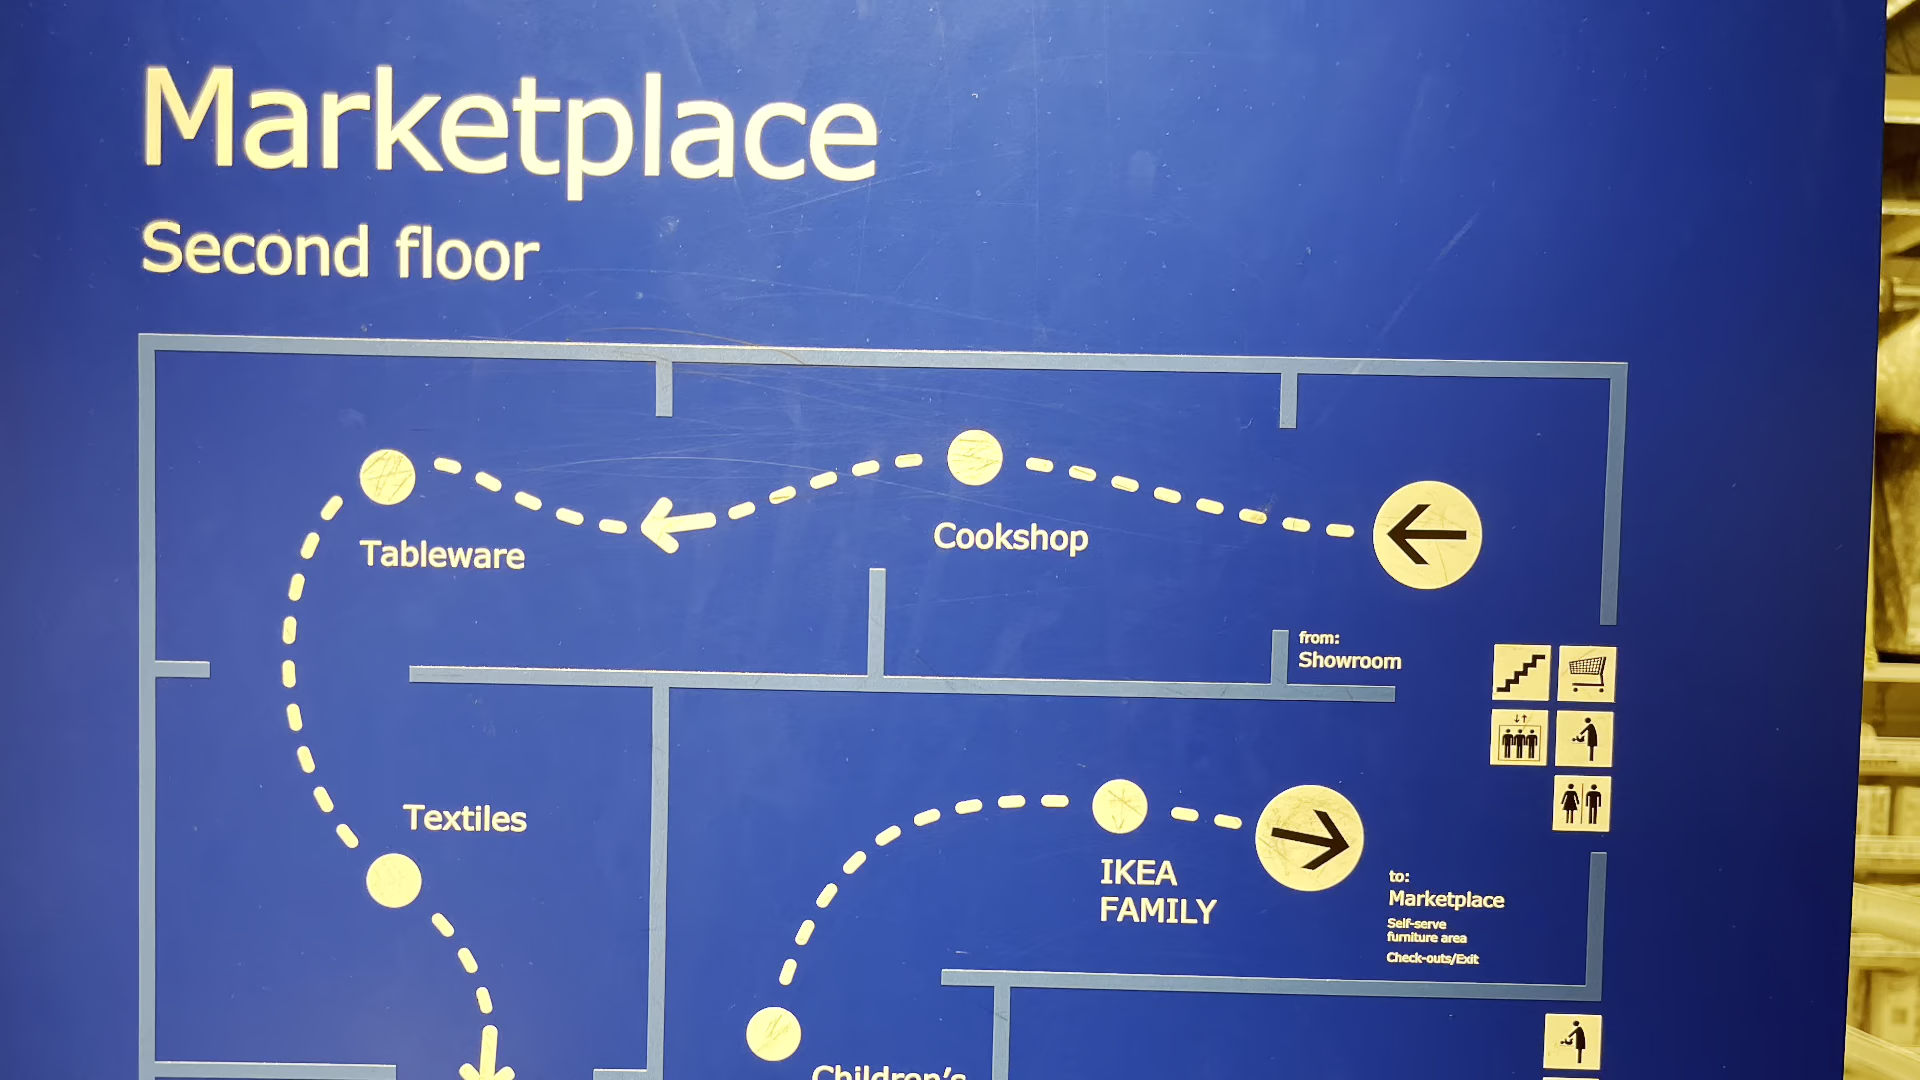 Marketplace
Second floor
Tableware
Cookshop
from:
Showroom
Textiles
IKEA
FAMILY
to:
Marketplace
Self-serve
furniture area
Check-outs/Exit
Children's